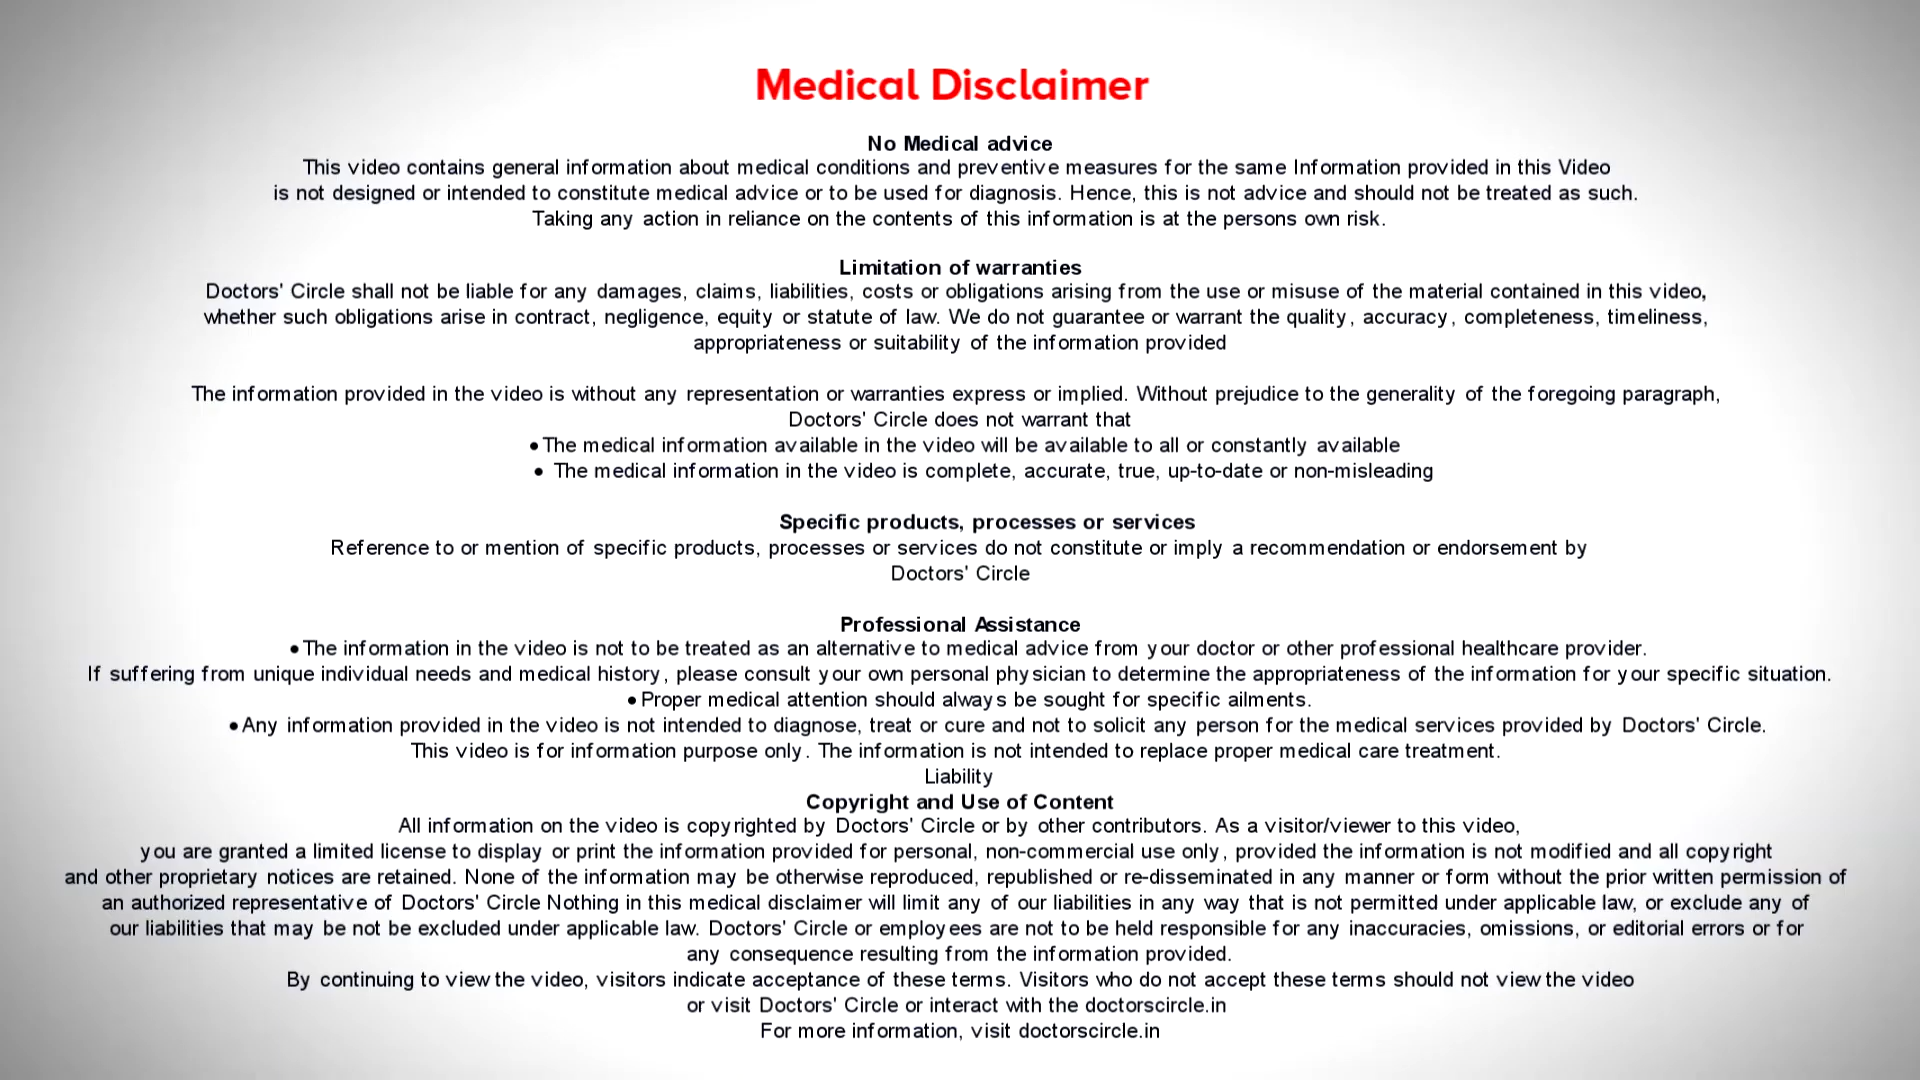 Medical Disclaimer
No Medical advice
This video contains general information about medical conditions and preventive measures for the same Information provided in this Video
is not designed or intended to constitute medical advice or to be used for diagnosis. Hence, this is not advice and should not be treated as such.
Taking any action in reliance on the contents of this information is at the persons own risk.
Limitation of warranties
Doctors' Circle shall not be liable for any damages, claims, liabilities, costs or obligations arising from the use or misuse of the material contained in this video,
whether such obligations arise in contract, negligence, equity or statute of law. We do not guarantee or warrant the quality, accuracy, completeness, timeliness,
appropriateness or suitability of the information provided
The information provided in the video is without any representation or warranties express or implied. Without prejudice to the generality of the foregoing paragraph,
Doctors' Circle does not warrant that
• The medical information available in the video will be available to all or constantly available
• The medical information in the video is complete, accurate, true, up-to-date or non-misleading
Specific products, processes or services
Reference to or mention of specific products, processes or services do not constitute or imply a recommendation or endorsement by
Doctors' Circle
Professional Assistance
• The information in the video is not to be treated as an alternative to medical advice from your doctor or other professional healthcare provider.
If suffering from unique individual needs and medical history, please consult your own personal physician to determine the appropriateness of the information for your specific situation.
• Proper medical attention should always be sought for specific ailments.
• Any information provided in the video is not intended to diagnose, treat or cure and not to solicit any person for the medical services provided by Doctors' Circle.
This video is for information purpose only. The information is not intended to replace proper medical care treatment.
Liability
Copyright and Use of Content
All information on the video is copyrighted by Doctors' Circle or by other contributors. As a visitor/viewer to this video,
you are granted a limited license to display or print the information provided for personal, non-commercial use only, provided the information is not modified and all copyright
and other proprietary notices are retained. None of the information may be otherwise reproduced, republished or re-disseminated in any manner or form without the prior written permission of
an authorized representative of Doctors' Circle Nothing in this medical disclaimer will limit any of our liabilities in any way that is not permitted under applicable law, or exclude any of
our liabilities that may be not be excluded under applicable law. Doctors' Circle or employees are not to be held responsible for any inaccuracies, omissions, or editorial errors or for
any consequence resulting from the information provided.
By continuing to view the video, visitors indicate acceptance of these terms. Visitors who do not accept these terms should not view the video
or visit Doctors' Circle or interact with the doctorscircle.in
For more information, visit doctorscircle.in